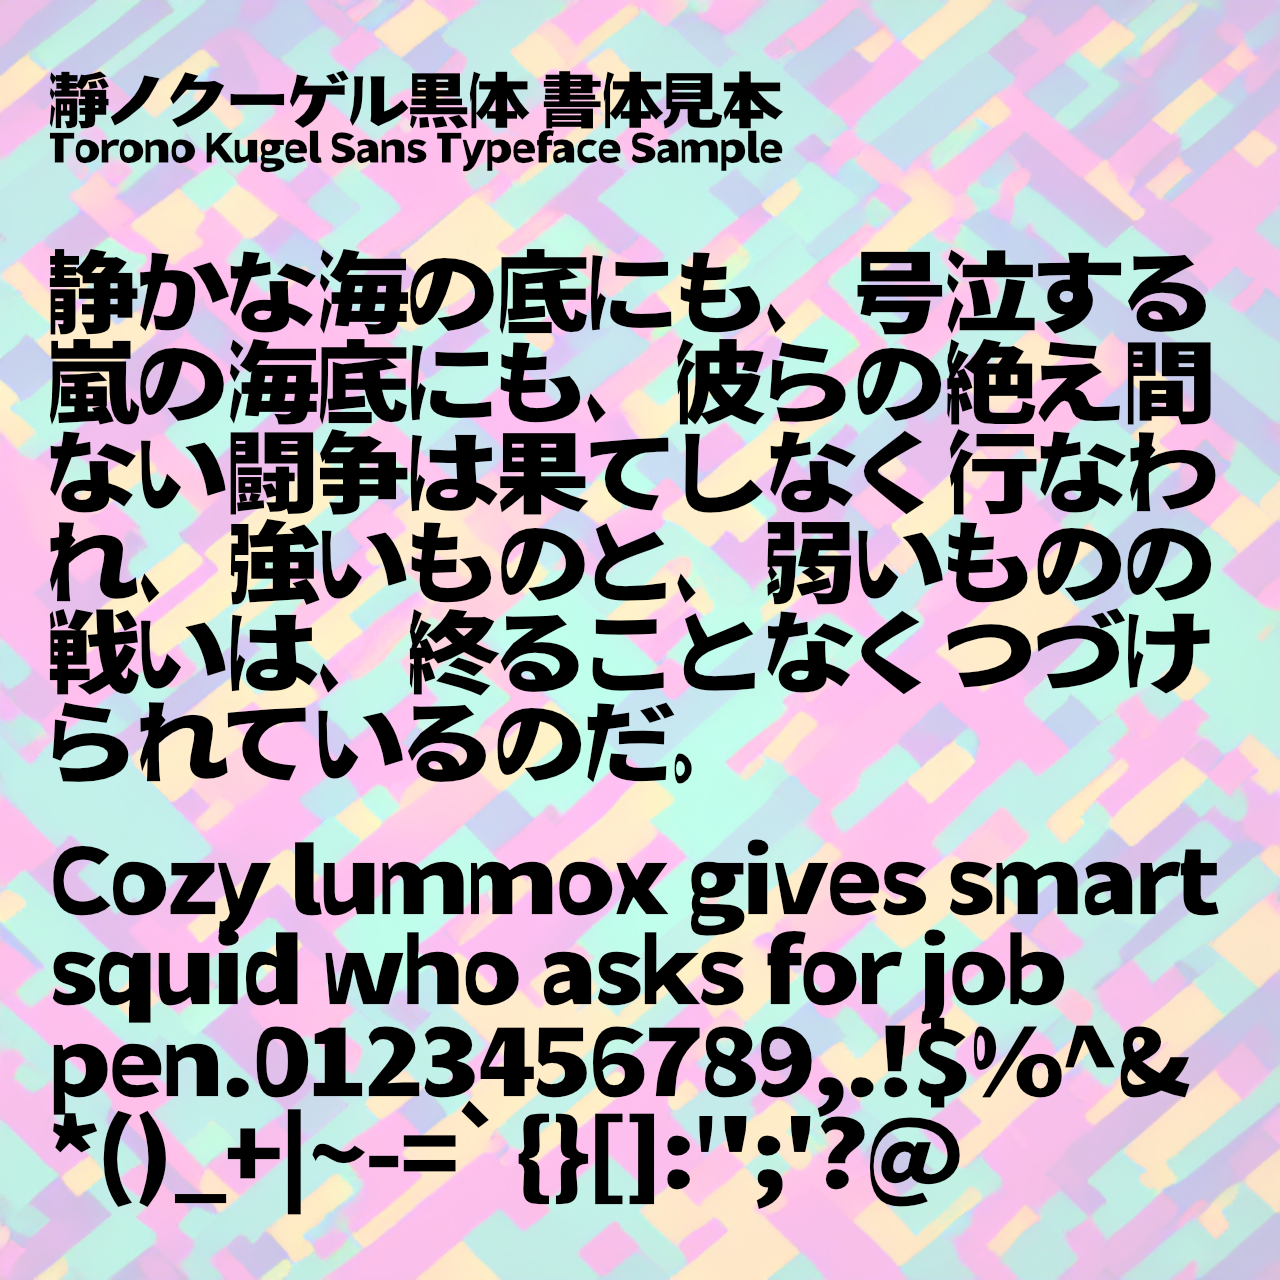 瀞ノクーゲル黒体 書体見本
Torono Kugel Sans Typeface Sample
静かな海の底にも、号泣する
嵐の海底にも、彼らの絶え間
ない闘争は果てしなく行なわ
れ、強いものと、弱いものの
戦いは、終ることなくつづけ
られているのだ。
Cozy lummox gives smart
squid who asks for job
pen.0123456789,.!$%^&
*()_+|~-=`{}[]:";'?@